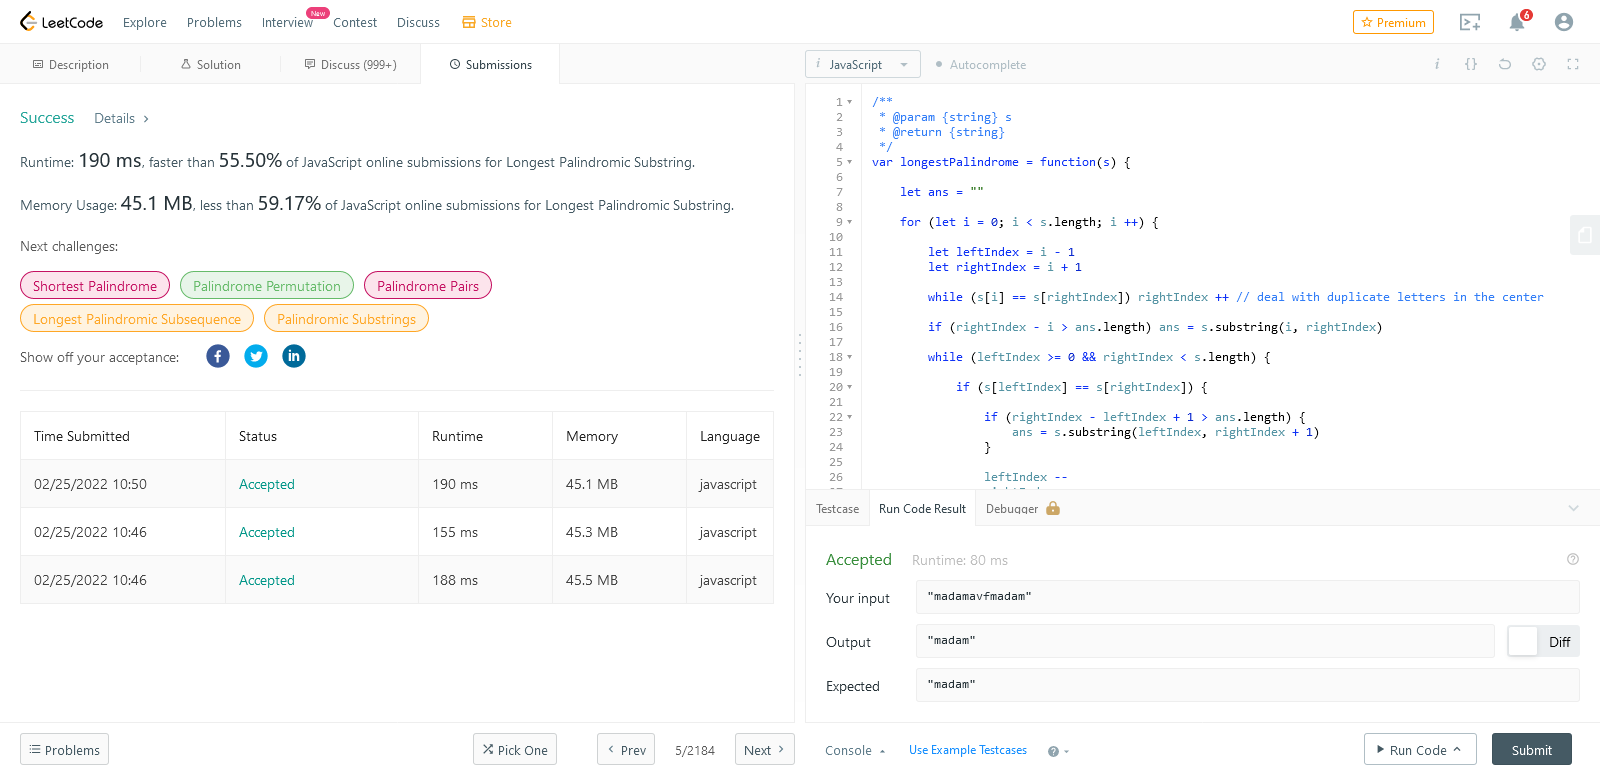 LeetCode Explore Problems Interview New Contest Discuss Store Premium 6
Description Solution Discuss (999+) Submissions
Success Details >
Runtime: 190 ms, faster than 55.50% of JavaScript online submissions for Longest Palindromic Substring.
Memory Usage: 45.1 MB, less than 59.17% of JavaScript online submissions for Longest Palindromic Substring.
Next challenges:
Shortest Palindrome Palindrome Permutation Palindrome Pairs
Longest Palindromic Subsequence Palindromic Substrings
Show off your acceptance:
Time Submitted Status Runtime Memory Language
02/25/2022 10:50 Accepted 190 ms 45.1 MB javascript
02/25/2022 10:46 Accepted 155 ms 45.3 MB javascript
02/25/2022 10:46 Accepted 188 ms 45.5 MB javascript
Problems Pick One < Prev 5/2184 Next >
i JavaScript Autocomplete i {}
1 /**
2 * @param {string} s
3 * @return {string}
4 */
5 var longestPalindrome = function(s) {
6
7 let ans = ""
8
9 for (let i = 0; i < s.length; i ++) {
10
11 let leftIndex = i - 1
12 let rightIndex = i + 1
13
14 while (s[i] == s[rightIndex]) rightIndex ++ // deal with duplicate letters in the center
15
16 if (rightIndex - i > ans.length) ans = s.substring(i, rightIndex)
17
18 while (leftIndex >= 0 && rightIndex < s.length) {
19
20 if (s[leftIndex] == s[rightIndex]) {
21
22 if (rightIndex - leftIndex + 1 > ans.length) {
23 ans = s.substring(leftIndex, rightIndex + 1)
24 }
25
26 leftIndex --
Testcase Run Code Result Debugger
Accepted Runtime: 80 ms
Your input "madamavfmadam"
Output "madam" Diff
Expected "madam"
Console Use Example Testcases Run Code Submit